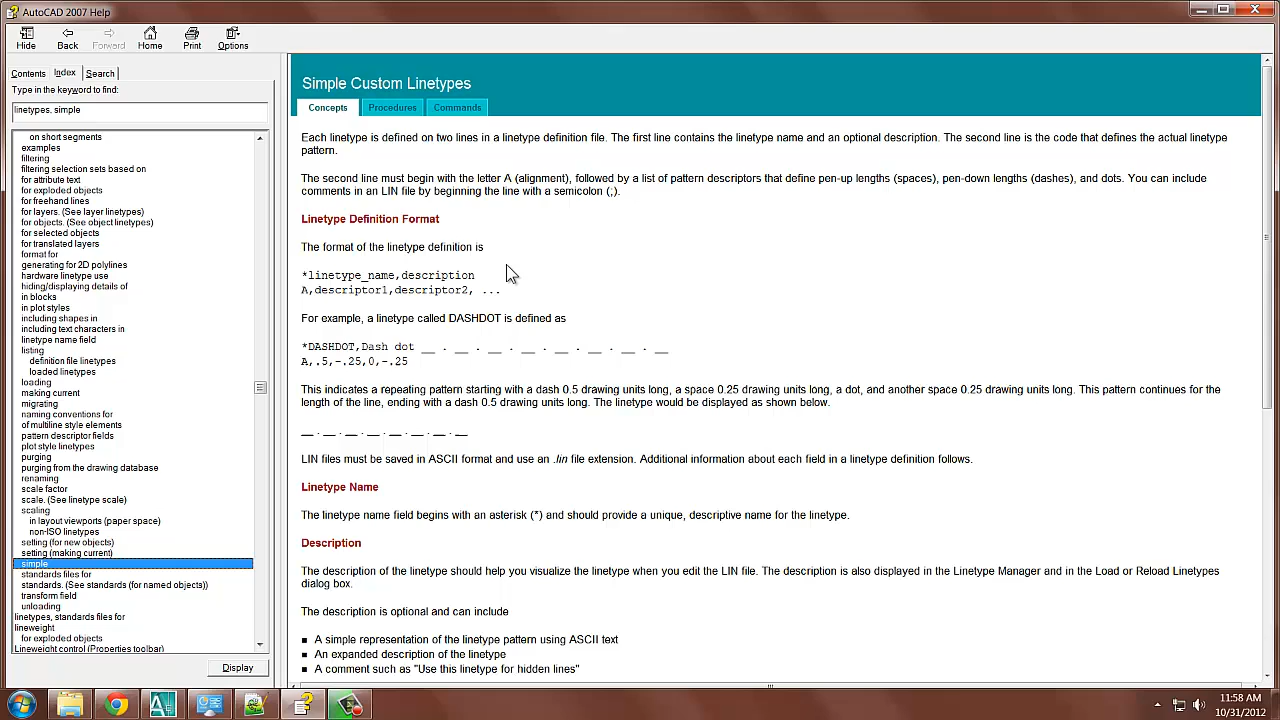 AutoCAD 2007 Help
Hide
Back
Forward
Home
Print
Options
Contents
Index
Search
Type in the keyword to find:
linetypes, simple
on short segments
examples
filtering
filtering selection sets based on
for attribute text
for exploded objects
for freehand lines
for layers. (See layer linetypes)
for objects. (See object linetypes)
for selected objects
for translated layers
format for
generating for 2D polylines
hardware linetype use
hiding/displaying details of
in blocks
in plot styles
including shapes in
including text characters in
linetype name field
listing
definition file linetypes
loaded linetypes
loading
making current
migrating
naming conventions for
of multiline style elements
pattern descriptor fields
plot style linetypes
purging
purging from the drawing database
renaming
scale factor
scale. (See linetype scale)
scaling
in layout viewports (paper space)
non-ISO linetypes
setting (for new objects)
setting (making current)
simple
standards files for
standards. (See standards (for named objects))
transform field
unloading
linetypes, standards files for
lineweight
for exploded objects
Lineweight control (Properties toolbar)
Display
Simple Custom Linetypes
Concepts
Procedures
Commands
Each linetype is defined on two lines in a linetype definition file. The first line contains the linetype name and an optional description. The second line is the code that defines the actual linetype
pattern.
The second line must begin with the letter A (alignment), followed by a list of pattern descriptors that define pen-up lengths (spaces), pen-down lengths (dashes), and dots. You can include
comments in an LIN file by beginning the line with a semicolon (;).
Linetype Definition Format
The format of the linetype definition is
*linetype_name,description
A,descriptor1,descriptor2, ...
For example, a linetype called DASHDOT is defined as
*DASHDOT,Dash dot __ . __ . __ . __ . __ . __ . __ . __
A,.5,-.25,0,-.25
This indicates a repeating pattern starting with a dash 0.5 drawing units long, a space 0.25 drawing units long, a dot, and another space 0.25 drawing units long. This pattern continues for the
length of the line, ending with a dash 0.5 drawing units long. The linetype would be displayed as shown below.
__ . __ . __ . __ . __ . __ . __ . __
LIN files must be saved in ASCII format and use an .lin file extension. Additional information about each field in a linetype definition follows.
Linetype Name
The linetype name field begins with an asterisk (*) and should provide a unique, descriptive name for the linetype.
Description
The description of the linetype should help you visualize the linetype when you edit the LIN file. The description is also displayed in the Linetype Manager and in the Load or Reload Linetypes
dialog box.
The description is optional and can include
■ A simple representation of the linetype pattern using ASCII text
■ An expanded description of the linetype
■ A comment such as "Use this linetype for hidden lines"
11:58 AM
10/31/2012